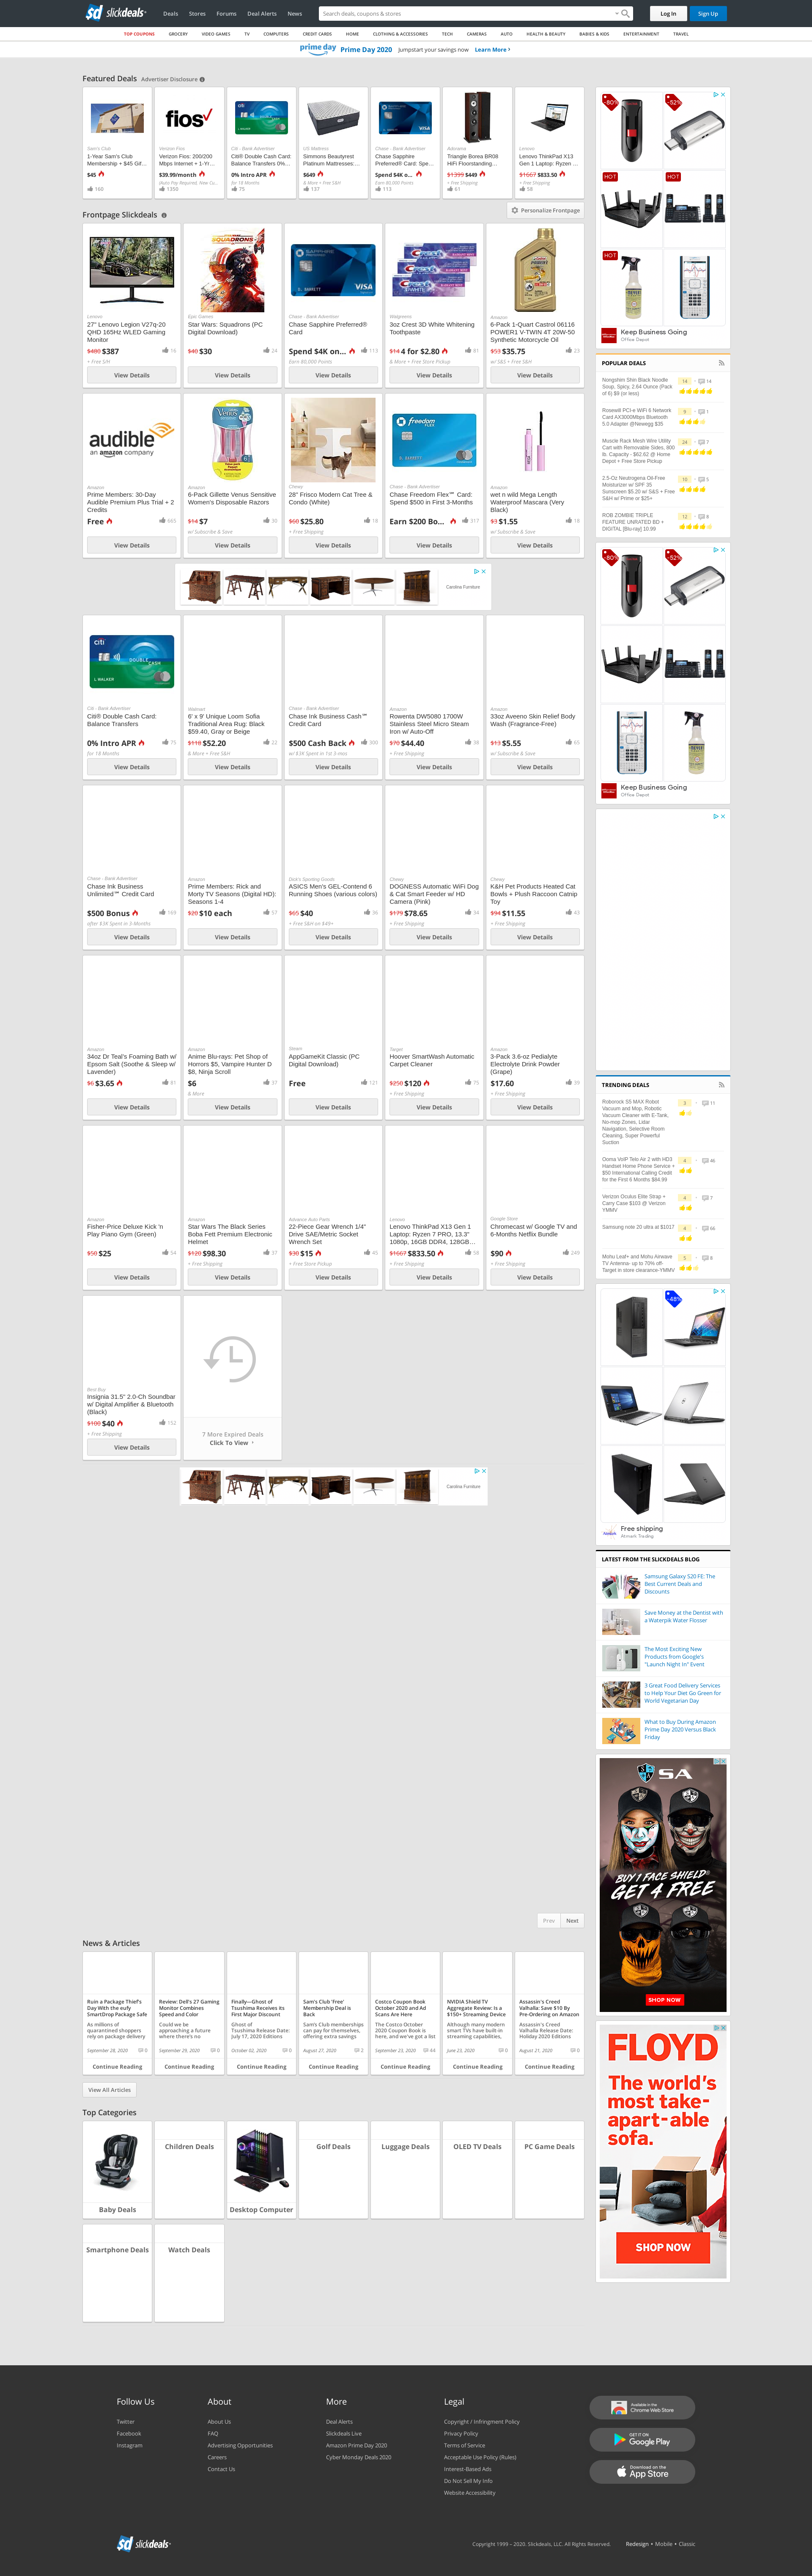 slickdeals
Deals Stores Forums Deal Alerts News
Search deals, coupons & stores
Log In Sign Up
TOP COUPONS GROCERY VIDEO GAMES TV COMPUTERS CREDIT CARDS HOME CLOTHING & ACCESSORIES TECH CAMERAS AUTO HEALTH & BEAUTY BABIES & KIDS ENTERTAINMENT TRAVEL
prime day Prime Day 2020 Jumpstart your savings now Learn More
Featured Deals Advertiser Disclosure
Sam's Club
1-Year Sam's Club
Membership + $45 Gif...
$45
Verizon Fios
Verizon Fios: 200/200
Mbps Internet + 1-Yr...
$39.99/month
1350
Citi - Bank Advertiser
Citi® Double Card Cash:
Balance Transfers 0%...
0% Intro APR
for 18 Months
75
US Mattress
Simmons Beautyrest
Platinum Mattresses:...
$649
& More + Free S&H
137
Chase - Bank Advertiser
Chase Sapphire
Preferred® Card: Spe...
Spend $4K o...
Earn 80,000 Points
113
Adorama
Triangle Borea BR08
HiFi Floorstanding...
$1399 $449
+ Free Shipping
61
Lenovo
Lenovo ThinkPad X13
Gen 1 Laptop: Ryzen ...
$1667 $833.50
+ Free Shipping
58
Frontpage Slickdeals
Personalize Frontpage
Lenovo
27" Lenovo Legion V27q-20
QHD 165Hz WLED Gaming
Monitor
$480 $387
+ Free S/H
View Details
Epic Games
Star Wars: Squadrons (PC
Digital Download)
$40 $30 24
View Details
Chase - Bank Advertiser
Chase Sapphire Preferred®
Card
Spend $4K on... 113
Earn 80,000 Points
View Details
Walgreens
3oz Crest 3D White Whitening
Toothpaste
$14 4 for $2.80 81
& More + Free Store Pickup
View Details
Amazon
6-Pack 1-Quart Castrol 06116
POWER1 V-TWIN 4T 20W-50
Synthetic Motorcycle Oil
$53 $35.75 23
w/ S&S + Free S&H
View Details
audible
an amazon company
Amazon
Prime Members: 30-Day
Audible Premium Plus Trial + 2
Credits
Free
View Details
Amazon
6-Pack Gillette Venus Sensitive
Women's Disposable Razors
$14 $7 30
w/ Subscribe & Save
View Details
Chewy
28" Frisco Modern Cat Tree &
Condo (White)
$60 $25.80 18
+ Free Shipping
View Details
Chase - Bank Advertiser
Chase Freedom Flex℠ Card:
Spend $500 in First 3-Months
Earn $200 Bo... 317
View Details
Amazon
wet n wild Mega Length
Waterproof Mascara (Very
Black)
$3 $1.55 18
w/ Subscribe & Save
View Details
Carolina Furniture
Citi - Bank Advertiser
Citi® Double Cash Card:
Balance Transfers
0% Intro APR 75
for 18 Months
View Details
Walmart
6' x 9' Unique Loom Sofia
Traditional Area Rug: Black
$59.40, Gray or Beige
$118 $52.20 22
& More + Free S&H
View Details
Chase - Bank Advertiser
Chase Ink Business Cash℠
Credit Card
$500 Cash Back 300
w/ $3K Spent in 1st 3-mos
View Details
Amazon
Rowenta DW5080 1700W
Stainless Steel Micro Steam
Iron w/ Auto-Off
$70 $44.40 38
+ Free Shipping
View Details
Amazon
33oz Aveeno Skin Relief Body
Wash (Fragrance-Free)
$13 $5.55 65
w/ Subscribe & Save
View Details
Chase - Bank Advertiser
Chase Ink Business
Unlimited℠ Credit Card
$500 Bonus 169
after $3K Spent in 3 Months
View Details
Amazon
Prime Members: Rick and
Morty TV Seasons (Digital HD):
Seasons 1-4
$20 $10 each 57
View Details
Dick's Sporting Goods
ASICS Men's GEL-Contend 6
Running Shoes (various colors)
$65 $40 36
+ Free S&H on $49+
View Details
Chewy
DOGNESS Automatic WiFi Dog
& Cat Smart Feeder w/ HD
Camera (Pink)
$179 $78.65 34
+ Free Shipping
View Details
Chewy
K&H Pet Products Heated Cat
Bowls + Plush Raccoon Catnip
Toy
$94 $11.55 43
+ Free Shipping
View Details
Amazon
34oz Dr Teal's Foaming Bath w/
Epsom Salt (Soothe & Sleep w/
Lavender)
$6 $3.65 81
View Details
Amazon
Anime Blu-rays: Pet Shop of
Horrors $5, Vampire Hunter D
$6, Ninja Scroll
$6 37
& More
View Details
Steam
AppGameKit Classic (PC
Digital Download)
Free 121
View Details
Target
Hoover SmartWash Automatic
Carpet Cleaner
$250 $120 75
+ Free Shipping
View Details
Amazon
3-Pack 3.6-oz Pedialyte
Electrolyte Drink Powder
(Grape)
$17.60 39
+ Free Shipping
View Details
Amazon
Fisher-Price Deluxe Kick 'n
Play Piano Gym (Green)
$50 $25 54
View Details
Amazon
Star Wars The Black Series
Boba Fett Premium Electronic
Helmet
$120 $98.30 37
+ Free Shipping
View Details
Advance Auto Parts
22-Piece Gear Wrench 1/4"
Drive SAE/Metric Socket
Wrench Set
$30 $15 45
+ Free Store Pickup
View Details
Lenovo
Lenovo ThinkPad X13 Gen 1
Laptop: Ryzen 7 PRO, 13.3"
1080p, 16GB DDR4, 128GB...
$1667 $833.50 58
+ Free Shipping
View Details
Google Store
Chromecast w/ Google TV and
6-Months Netflix Bundle
$90 240
+ Free Shipping
View Details
Best Buy
Insignia 31.5" 2.0-Ch Soundbar
w/ Digital Amplifier & Bluetooth
(Black)
$100 $40 152
+ Free Shipping
View Details
7 More Expired Deals
Click To View
Carolina Furniture
Prev Next
News & Articles
Ruin a Package Thief's
Day With the eufy
SmartDrop Package Safe
As millions of
quarantined shoppers
rely on package delivery
September 28, 2020 0
Continue Reading
Review: Dell's 27 Gaming
Monitor Combines
Speed and Color
Could we be
approaching a future
where there's no
September 29, 2020 0
Continue Reading
Finally—Ghost of
Tsushima Receives its
First Major Discount
Ghost of
Tsushima Release Date:
July 17, 2020 Editions
October 02, 2020 0
Continue Reading
Sam's Club 'Free'
Membership Deal is
Back
Sam's Club memberships
can pay for themselves,
offering extra savings
August 27, 2020 2
Continue Reading
Costco Coupon Book
October 2020 and Ad
Scans Are Here
The Costco October
2020 Coupon Book is
here, and we've got a list
September 23, 2020 44
Continue Reading
NVIDIA Shield TV
Aggregate Review: Is a
$150+ Streaming Device
Although many modern
smart TVs have built-in
streaming capabilities,
June 23, 2020 0
Continue Reading
Assassin's Creed
Valhalla: Save $10 By
Pre-Ordering on Amazon
Assassin's Creed
Valhalla Release Date:
Holiday 2020 Editions
August 21, 2020 0
Continue Reading
View All Articles
Top Categories
Baby Deals
Children Deals
Desktop Computer
Golf Deals
Luggage Deals
OLED TV Deals
PC Game Deals
Smartphone Deals
Watch Deals
-80% -52%
HOT HOT
HOT
Keep Business Going
Office Depot
POPULAR DEALS
Nongshim Shin Black Noodle
Soup, Spicy, 2.64 Ounce (Pack
of 6) $9 (or less)
14 14
Rosewill PCI-e WiFi 6 Network
Card AX3000Mbps Bluetooth
5.0 Adapter @Newegg $35
9 1
Muscle Rack Mesh Wire Utility
Cart with Removable Sides, 800
lb. Capacity - $62.62 @ Home
Depot + Free Store Pickup
24 7
2.5-Oz Neutrogena Oil-Free
Moisturizer w/ SPF 35
Sunscreen $5.20 w/ S&S + Free
S&H w/ Prime or $25+
10 5
ROB ZOMBIE TRIPLE
FEATURE UNRATED BD +
DIGITAL [Blu-ray] 10.99
12 8
-80% -52%
Keep Business Going
Office Depot
TRENDING DEALS
Roborock S5 MAX Robot
Vacuum and Mop, Robotic
Vacuum Cleaner with E-Tank,
No-mop Zones, Lidar
Navigation, Selective Room
Cleaning, Super Powerful
Suction
3 11
Ooma VoIP Telo Air 2 with HD3
Handset Home Phone Service +
$50 International Calling Credit
for the First 6 Months $84.99
4 46
Verizon Oculus Elite Strap +
Carry Case $103 @ Verizon
YMMV
4 7
Samsung note 20 ultra at $1017
4 66
Mohu Leaf+ and Mohu Airwave
TV Antenna- up to 70% off-
Target in store clearance-YMMV
5 8
-48%
Free shipping
Atmark Trading
LATEST FROM THE SLICKDEALS BLOG
Samsung Galaxy S20 FE: The
Best Current Deals and
Discounts
Save Money at the Dentist with
a Waterpik Water Flosser
The Most Exciting New
Products from Google's
"Launch Night In" Event
3 Great Food Delivery Services
to Help Your Diet Go Green for
World Vegetarian Day
What to Buy During Amazon
Prime Day 2020 Versus Black
Friday
SA
BUY 1 FACE SHIELD®
GET 4 FREE
SHOP NOW
FLOYD
The world's
most take-
apart-able
sofa.
SHOP NOW
Follow Us
Twitter
Facebook
Instagram
About
About Us
FAQ
Advertising Opportunities
Careers
Contact Us
More
Deal Alerts
Slickdeals Live
Amazon Prime Day 2020
Cyber Monday Deals 2020
Legal
Copyright / Infringment Policy
Privacy Policy
Terms of Service
Acceptable Use Policy (Rules)
Interest-Based Ads
Do Not Sell My Info
Website Accessibility
Available in the
Chrome Web Store
GET IT ON
Google Play
Download on the
App Store
slickdeals
Copyright 1999 – 2020. Slickdeals, LLC. All Rights Reserved. Redesign • Mobile • Classic